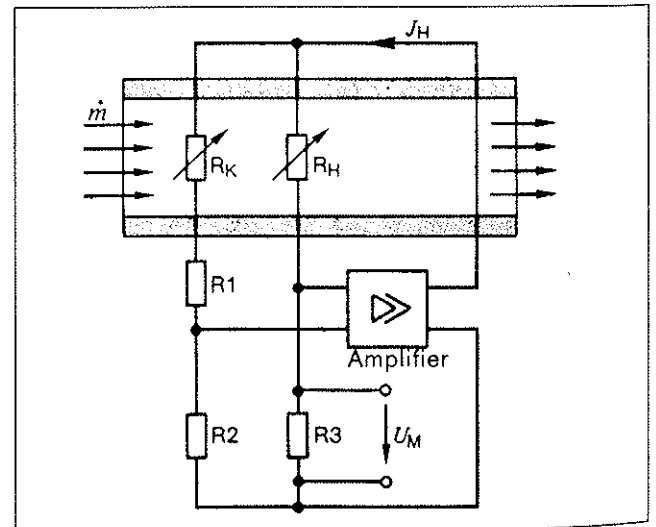 J_H
ṁ
R_K
R_H
R1
Amplifier
R2
R3
U_M